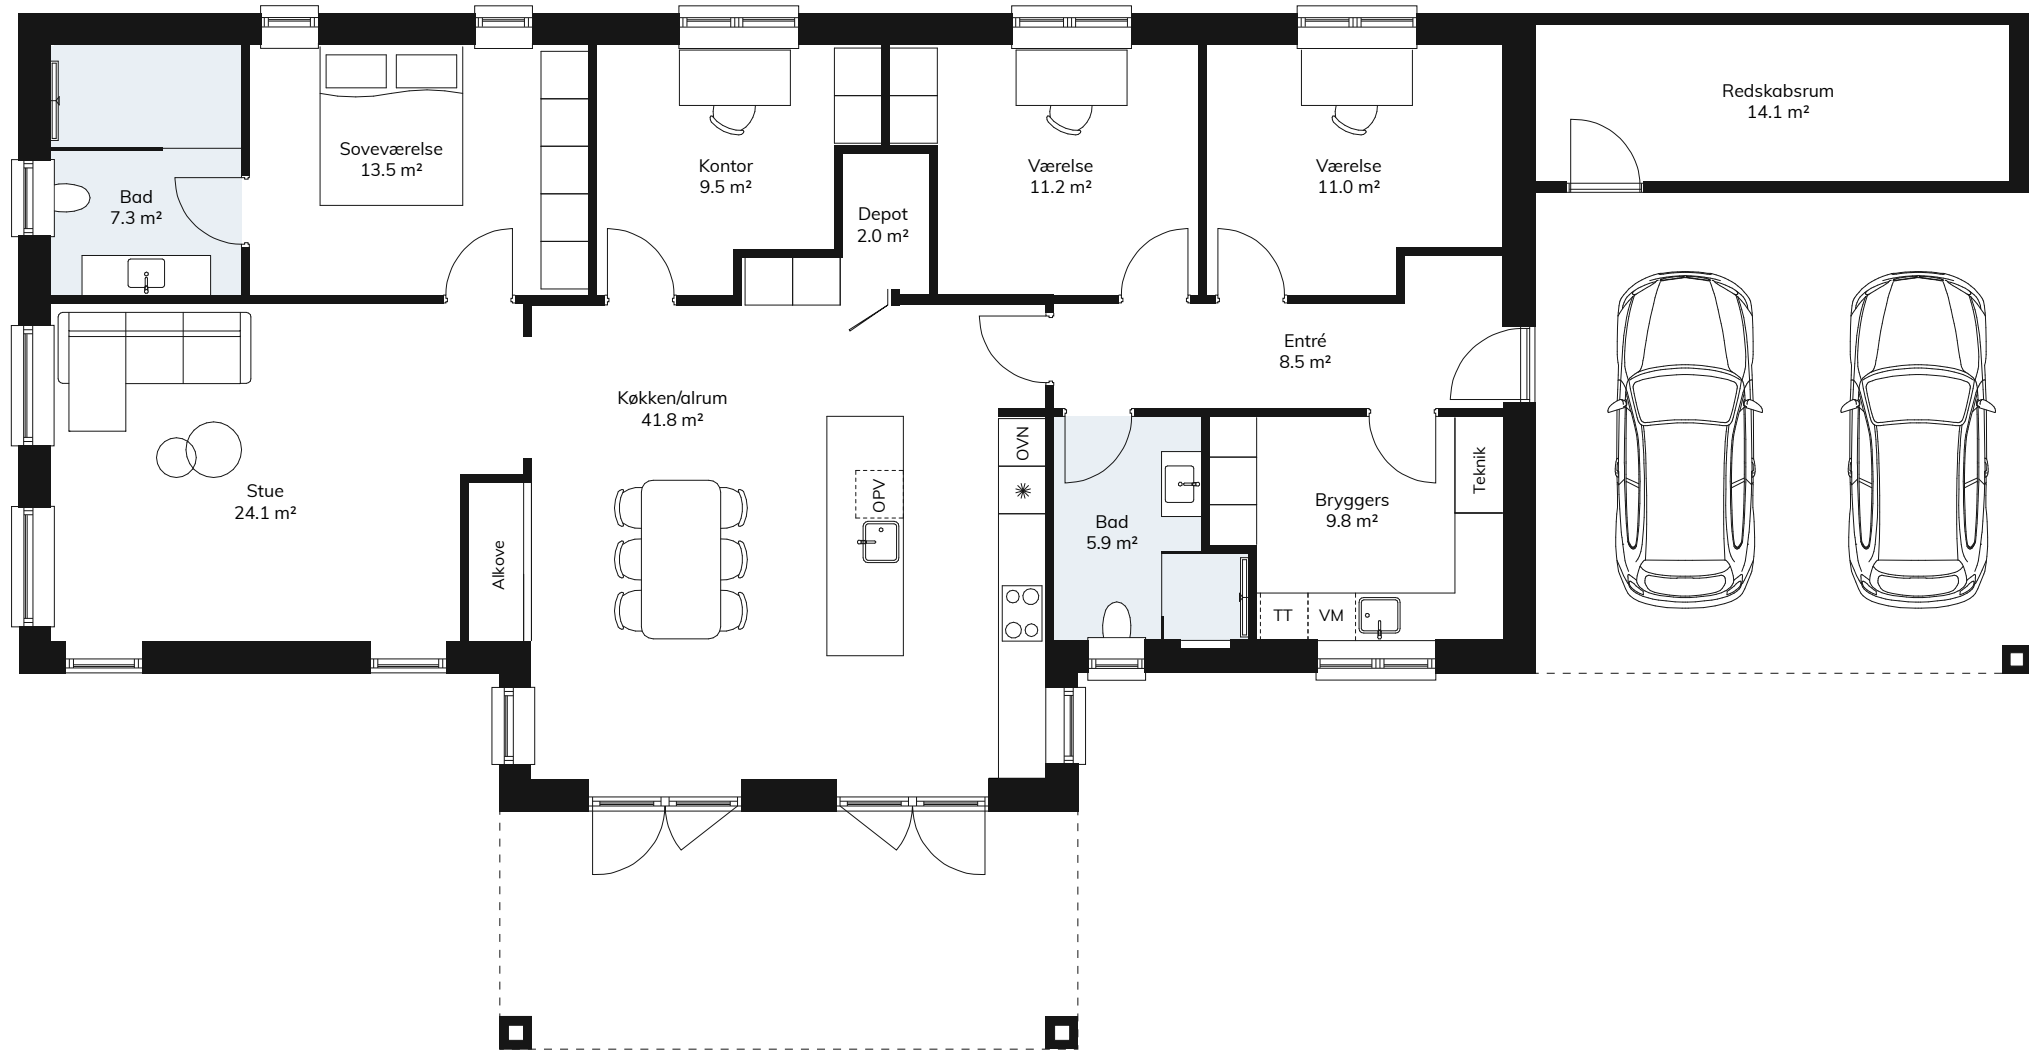 Redskabsrum
14.1 m²
Soveværelse
13.5 m²
Kontor
9.5 m²
Værelse
11.2 m²
Værelse
11.0 m²
Bad
7.3 m²
Depot
2.0 m²
Entré
8.5 m²
Køkken/alrum
41.8 m²
OVN
Teknik
Stue
24.1 m²
OPV
Bryggers
9.8 m²
Bad
5.9 m²
Alkove
TT
VM